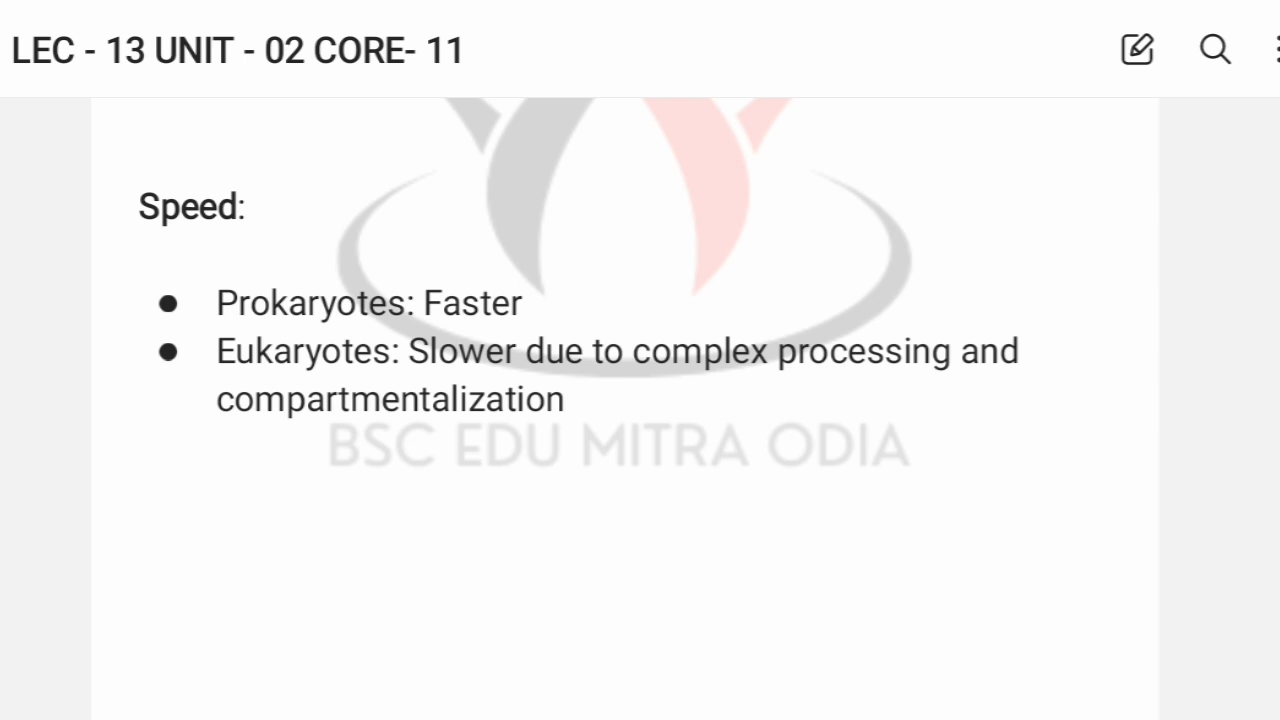 LEC - 13 UNIT - 02 CORE- 11
Speed:
● Prokaryotes: Faster
● Eukaryotes: Slower due to complex processing and
compartmentalization
BSC EDU MITRA ODIA